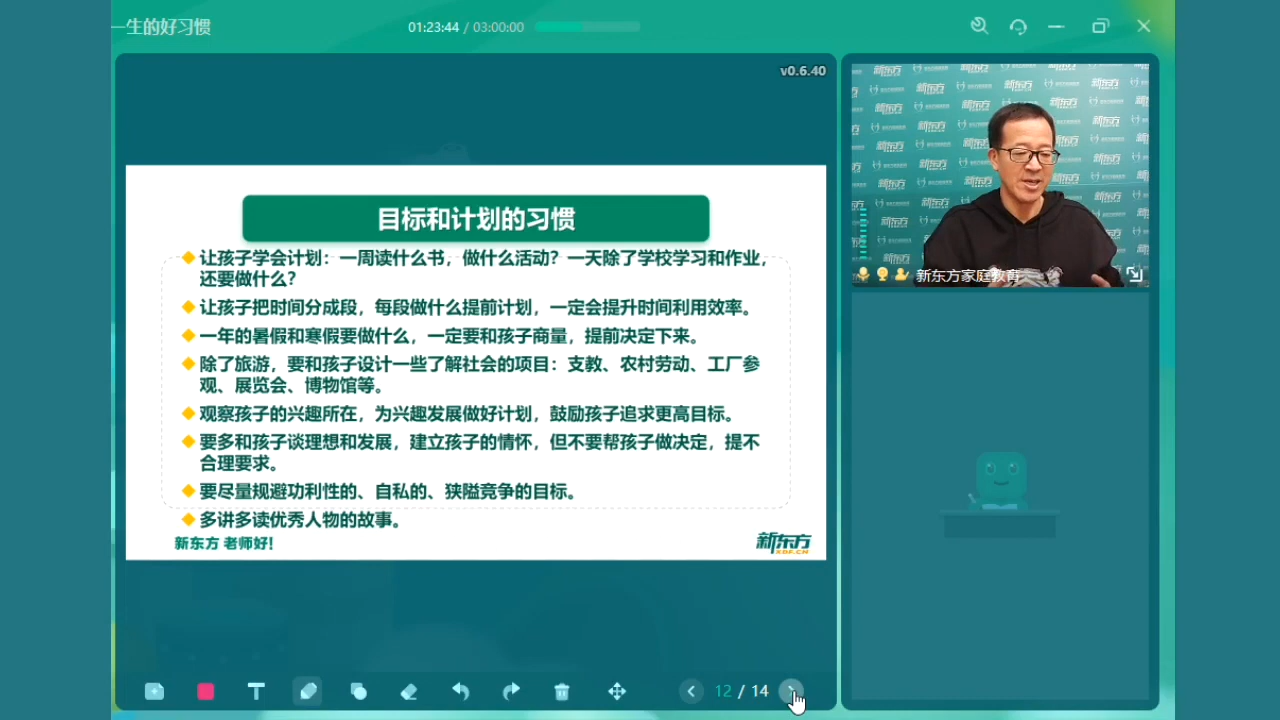 一生的好习惯
01:23:44 / 03:00:00
v0.6.40
目标和计划的习惯
让孩子学会计划：一周读什么书，做什么活动？一天除了学校学习和作业，
还要做什么？
让孩子把时间分成段，每段做什么提前计划，一定会提升时间利用效率。
一年的暑假和寒假要做什么，一定要和孩子商量，提前决定下来。
除了旅游，要和孩子设计一些了解社会的项目：支教、农村劳动、工厂参
观、展览会、博物馆等。
观察孩子的兴趣所在，为兴趣发展做好计划，鼓励孩子追求更高目标。
要多和孩子谈理想和发展，建立孩子的情怀，但不要帮孩子做决定，提不
合理要求。
要尽量规避功利性的、自私的、狭隘竞争的目标。
多讲多读优秀人物的故事。
新东方 老师好！
新东方
XDF.CN
新东方家庭教育
12 / 14